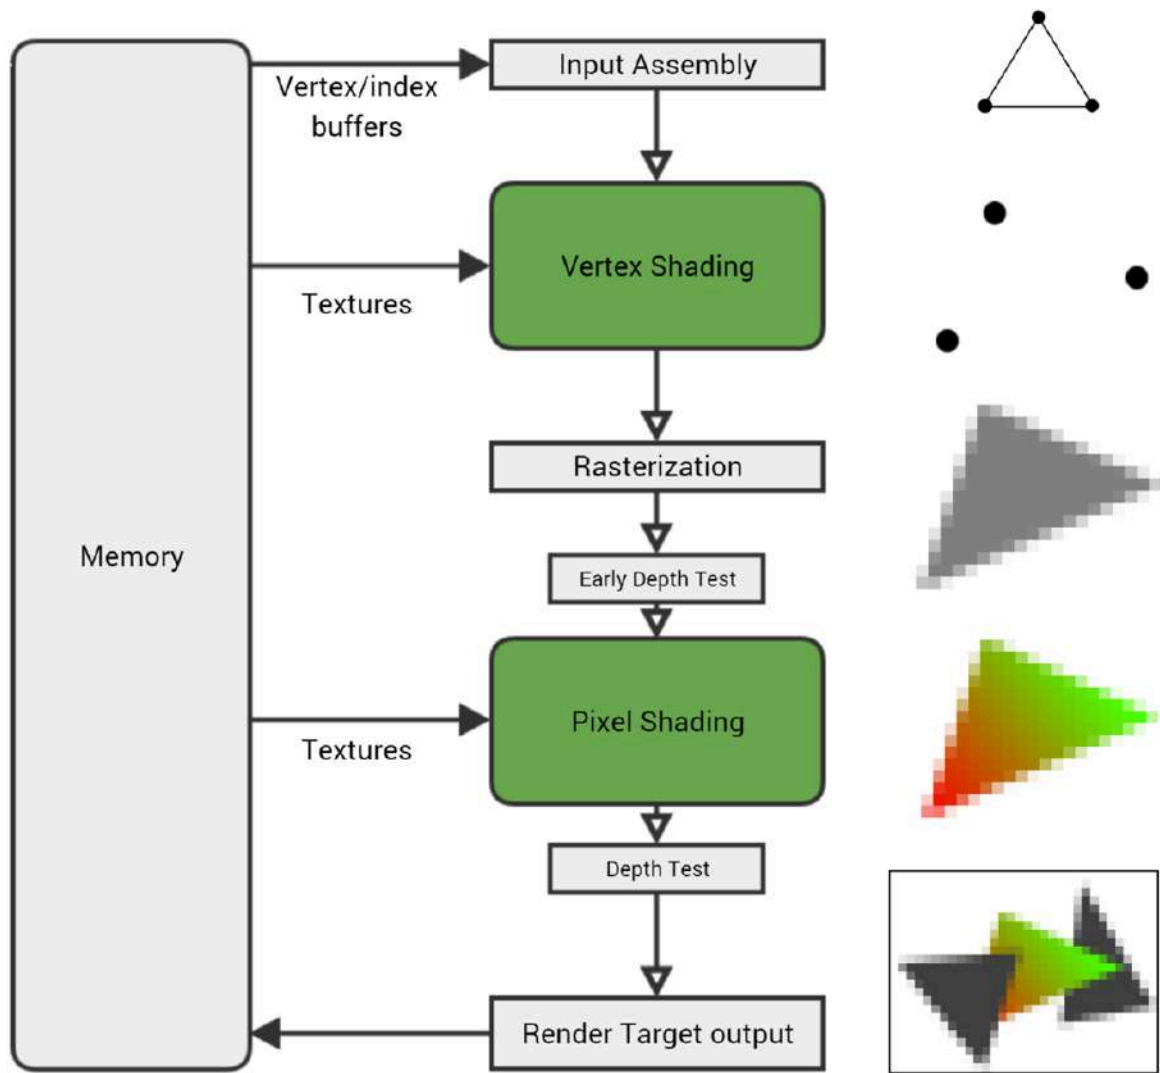 Input Assembly
Vertex/index
buffers
Vertex Shading
Textures
Rasterization
Memory
Early Depth Test
Pixel Shading
Textures
Depth Test
Render Target output